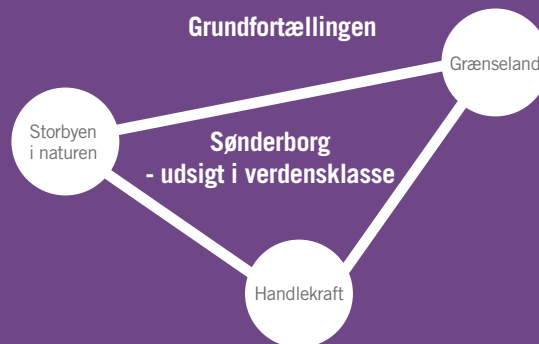 Grundfortællingen
Grænseland
Storbyen
i naturen
Sønderborg
- udsigt i verdensklasse
Handlekraft